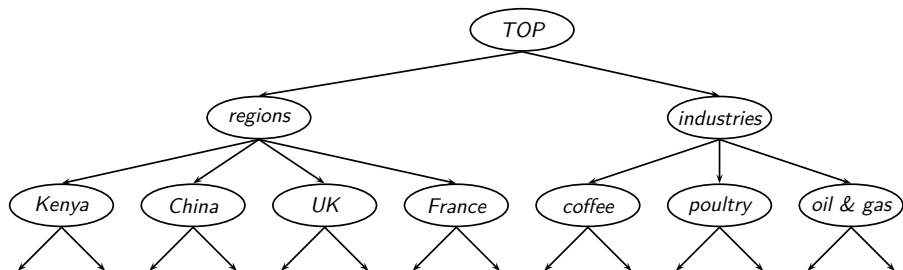 TOP
regions
industries
Kenya
China
UK
France
coffee
poultry
oil & gas